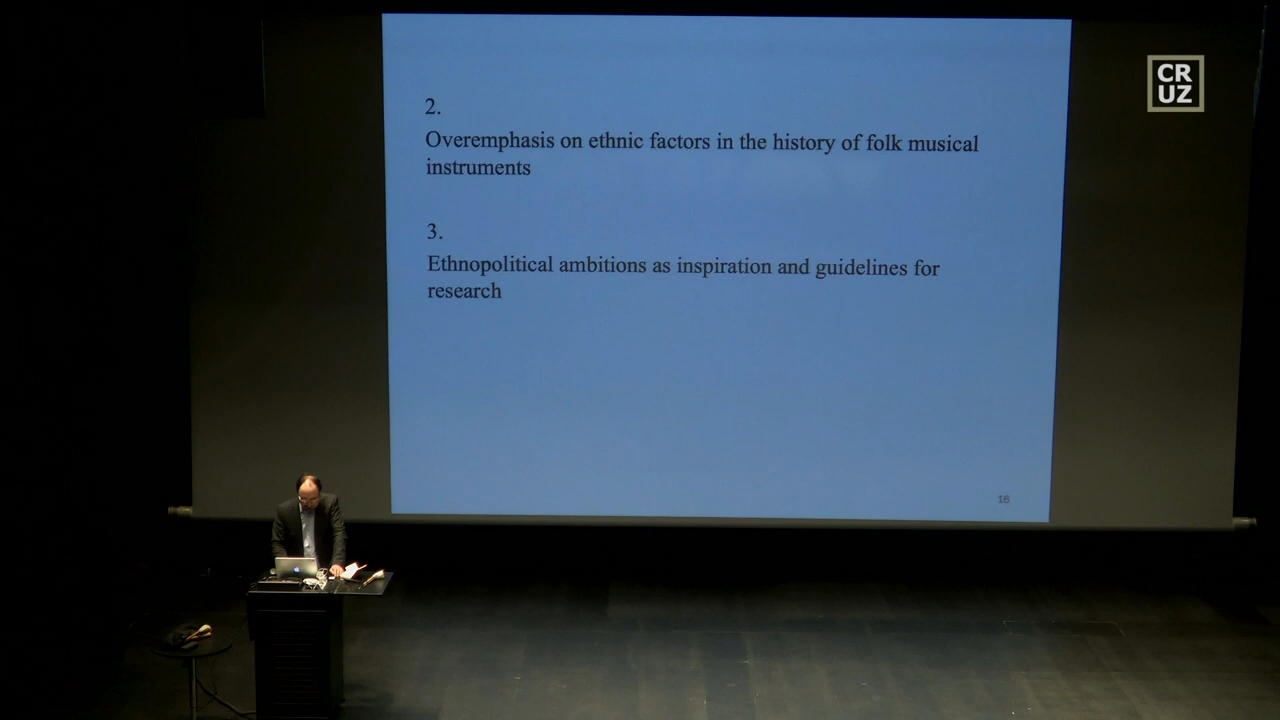 CR
UZ
2.
Overemphasis on ethnic factors in the history of folk musical
instruments
3.
Ethnopolitical ambitions as inspiration and guidelines for
research
16